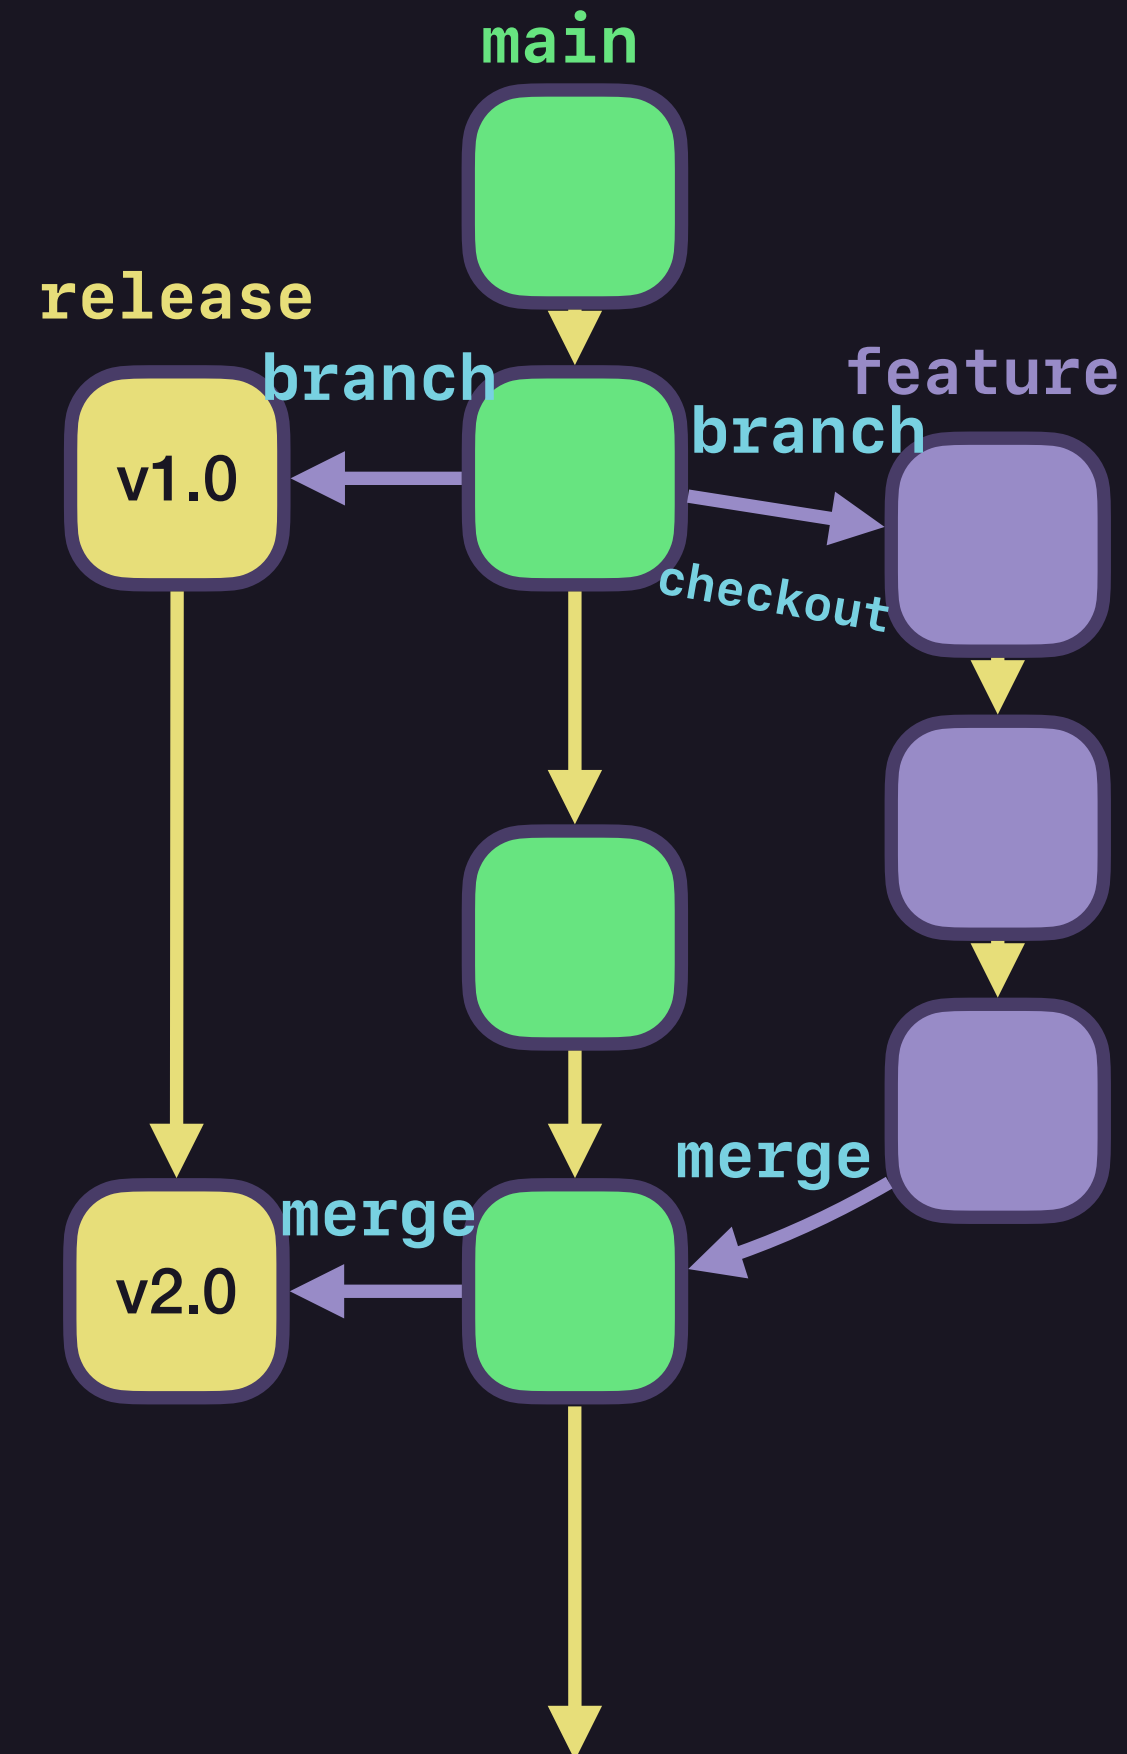 main
release
branch
feature
branch
v1.0
checkout
merge
merge
v2.0